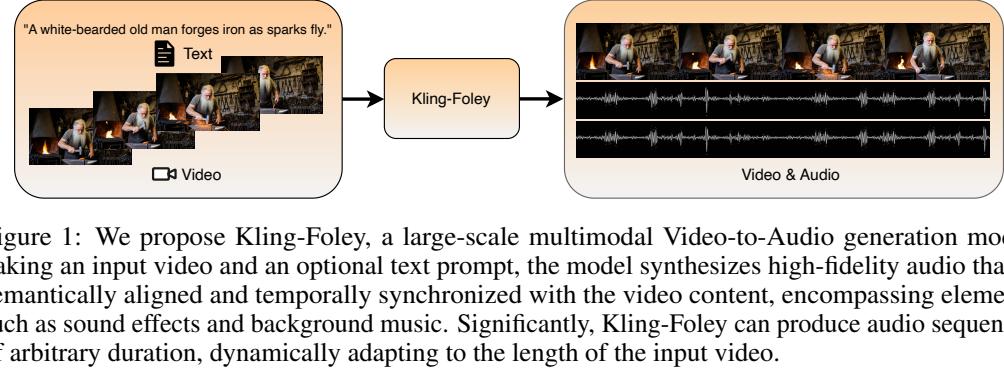 "A white-bearded old man forges iron as sparks fly."
Text
Video
Kling-Foley
Video & Audio
igure 1: We propose Kling-Foley, a large-scale multimodal Video-to-Audio generation mod
aking an input video and an optional text prompt, the model synthesizes high-fidelity audio tha
emantically aligned and temporally synchronized with the video content, encompassing eleme
uch as sound effects and background music. Significantly, Kling-Foley can produce audio sequen
f arbitrary duration, dynamically adapting to the length of the input video.